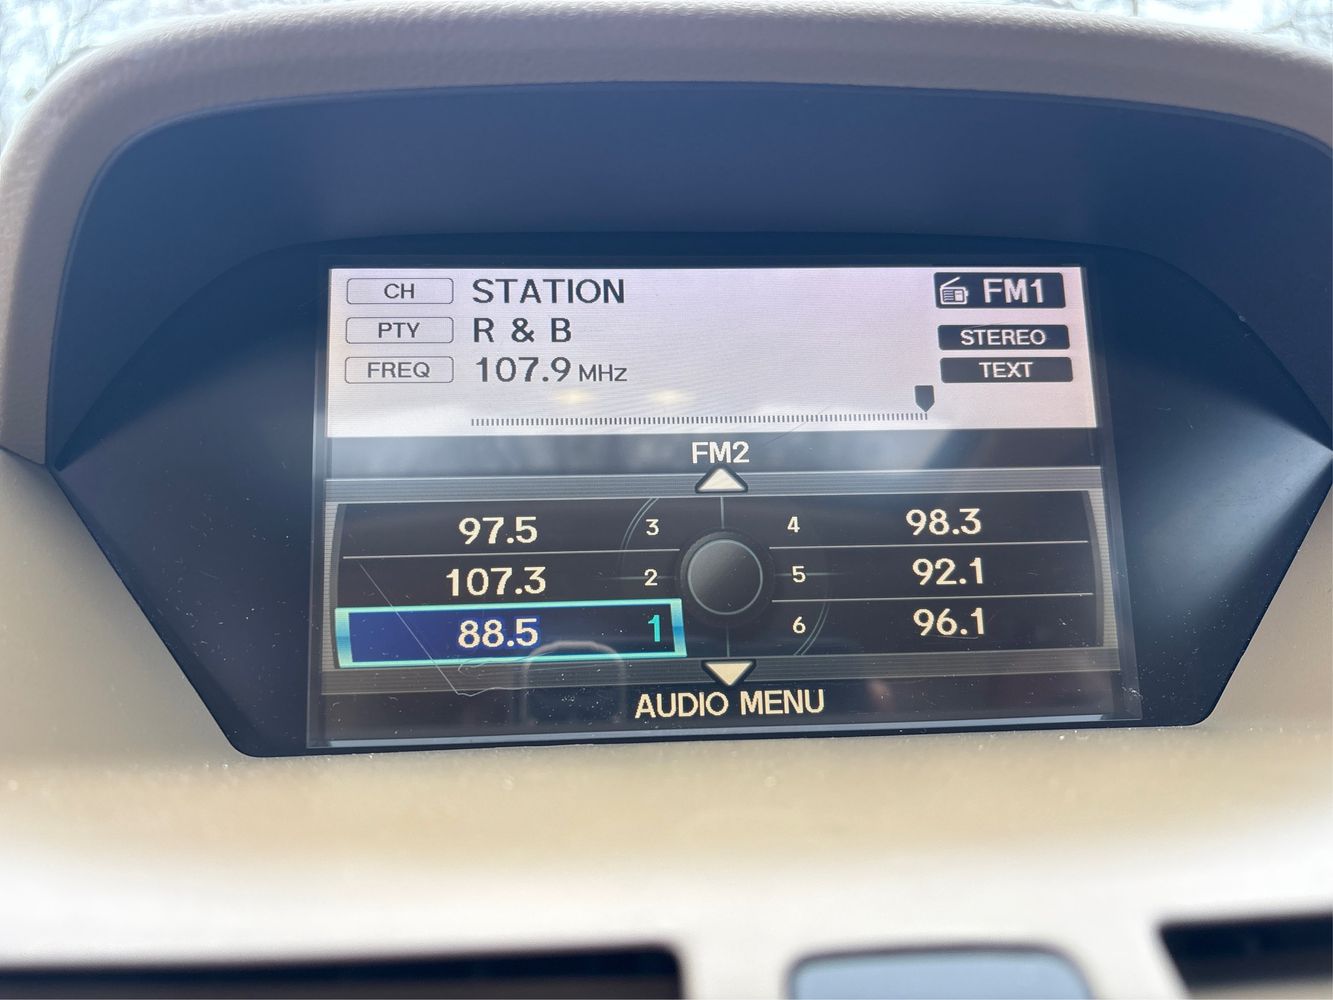 CH STATION FM1
PTY R & B STEREO
FREQ 107.9 MHz TEXT
FM2
97.5 3 4 98.3
107.3 2 5 92.1
88.5 1 6 96.1
AUDIO MENU